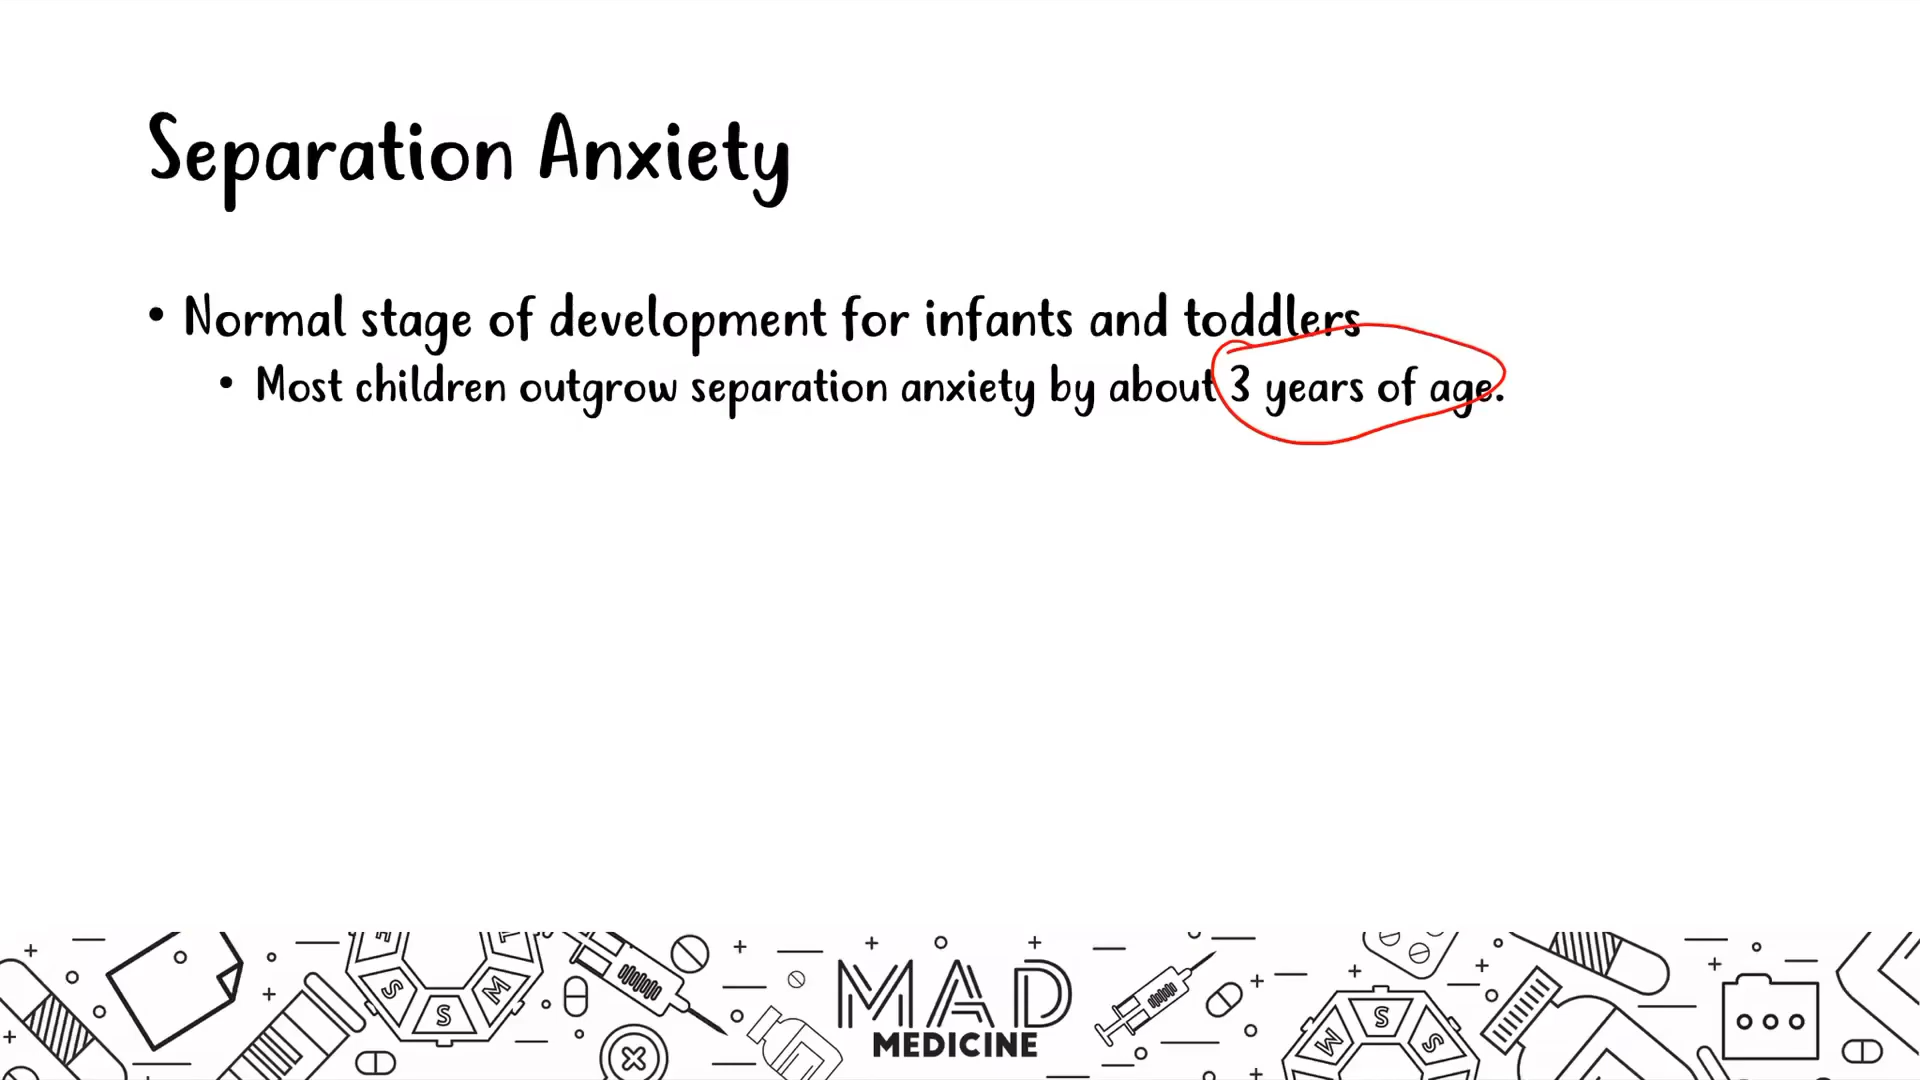 Separation Anxiety
• Normal stage of development for infants and toddlers
• Most children outgrow separation anxiety by about 3 years of age.
H
S
S
M
T
MAD
MEDICINE
M
S
S